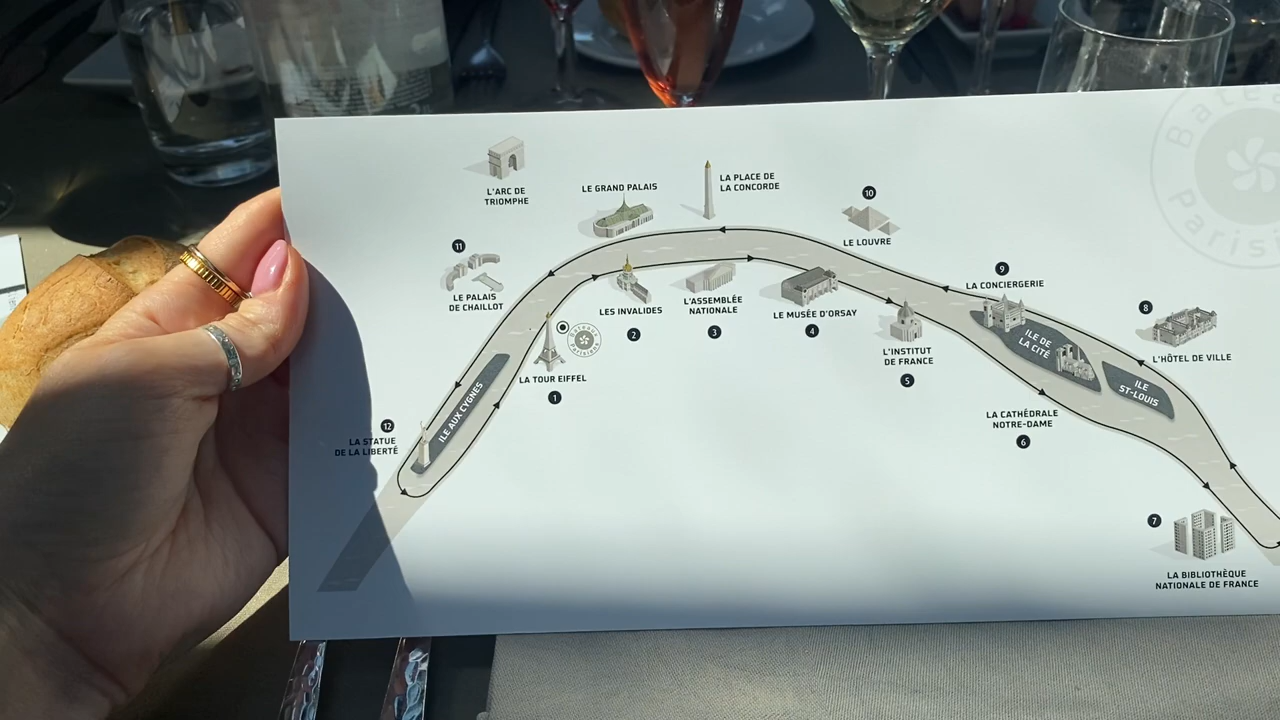 L'ARC DE
TRIOMPHE
LE GRAND PALAIS
LA PLACE DE
LA CONCORDE
10
LE LOUVRE
Bateaux
Parisiens
11
LE PALAIS
DE CHAILLOT
LES INVALIDES
2
L'ASSEMBLÉE
NATIONALE
3
LE MUSÉE D'ORSAY
4
9
LA CONCIERGERIE
8
L'HÔTEL DE VILLE
LA TOUR EIFFEL
1
L'INSTITUT
DE FRANCE
5
ILE DE
LA CITÉ
ILE
ST-LOUIS
ILE AUX CYGNES
12
LA STATUE
DE LA LIBERTÉ
LA CATHÉDRALE
NOTRE-DAME
6
7
LA BIBLIOTHÈQUE
NATIONALE DE FRANCE